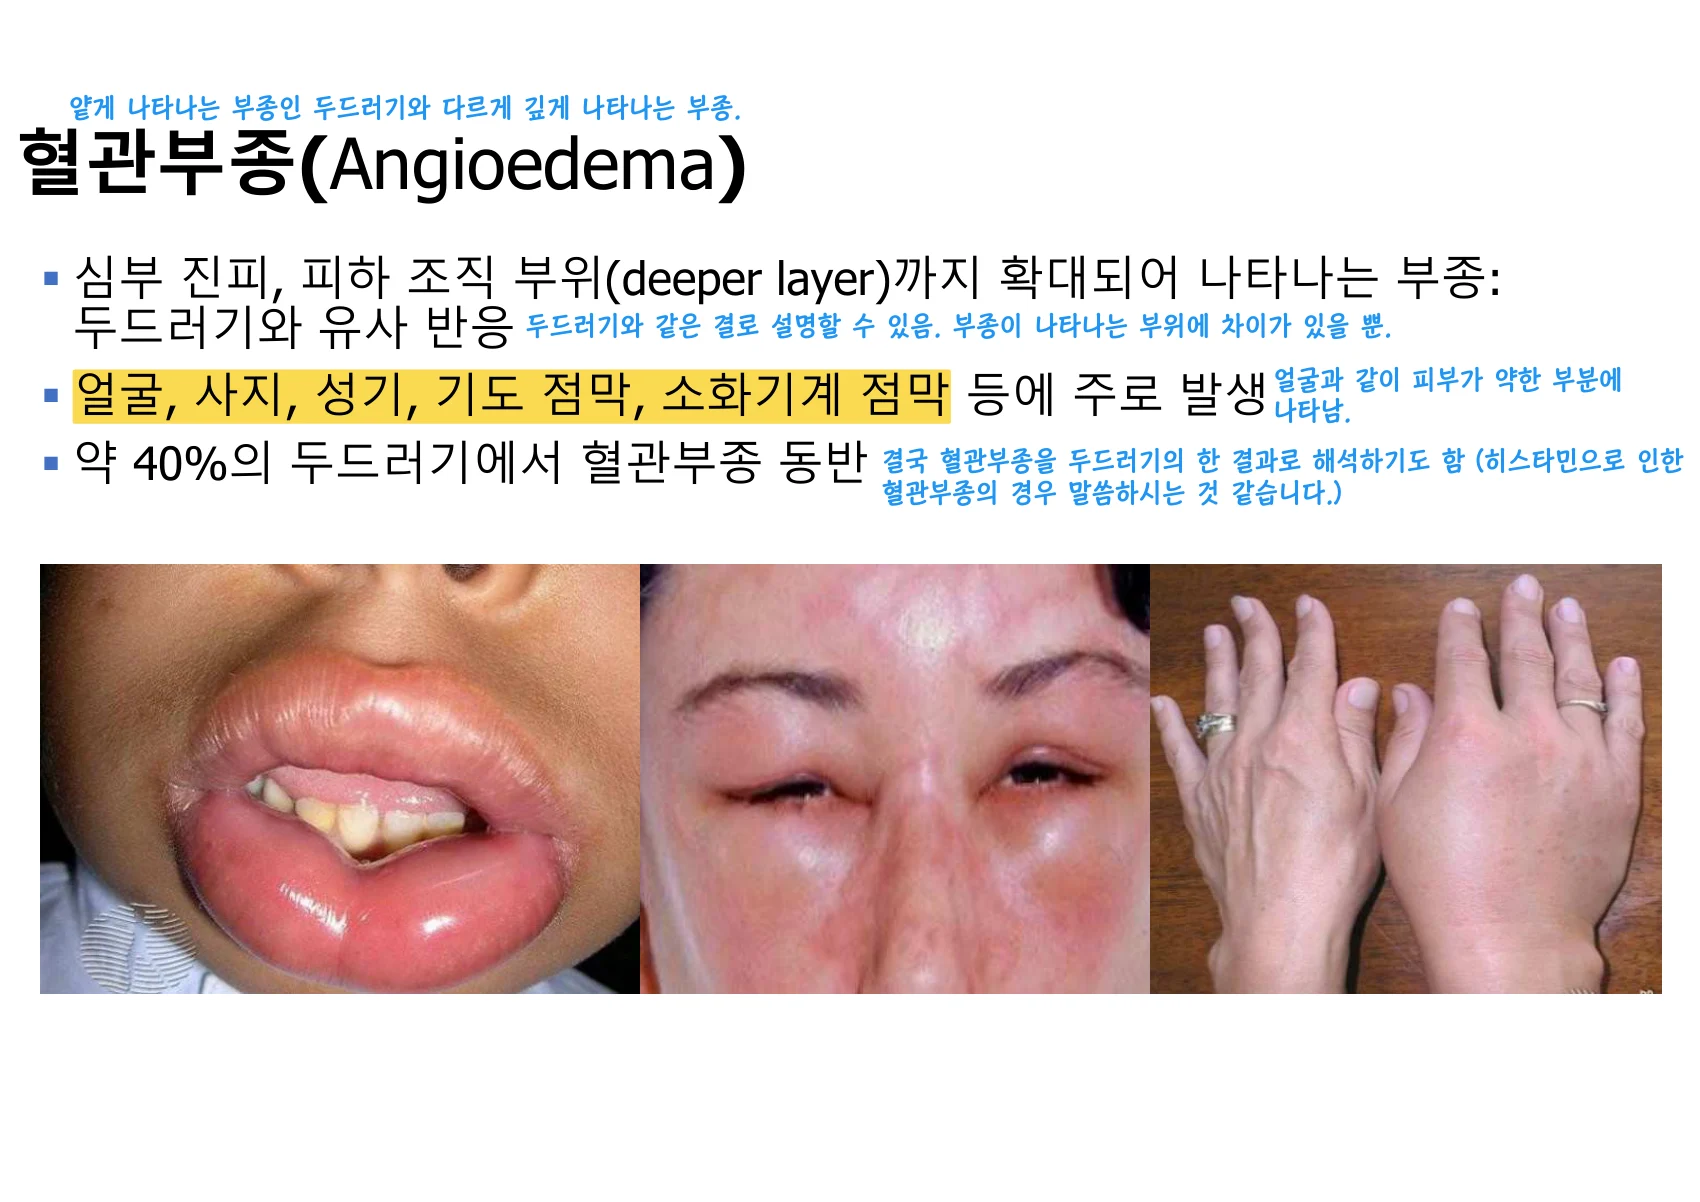 얕게 나타나는 부종인 두드러기와 다르게 깊게 나타나는 부종.
혈관부종(Angioedema)
▪ 심부 진피, 피하 조직 부위(deeper layer)까지 확대되어 나타나는 부종:
두드러기와 유사 반응 두드러기와 같은 결로 설명할 수 있음. 부종이 나타나는 부위에 차이가 있을 뿐.
▪ 얼굴, 사지, 성기, 기도 점막, 소화기계 점막 등에 주로 발생 얼굴과 같이 피부가 약한 부분에
나타남.
▪ 약 40%의 두드러기에서 혈관부종 동반 결국 혈관부종을 두드러기의 한 결과로 해석하기도 함 (히스타민으로 인한
혈관부종의 경우 말씀하시는 것 같습니다.)